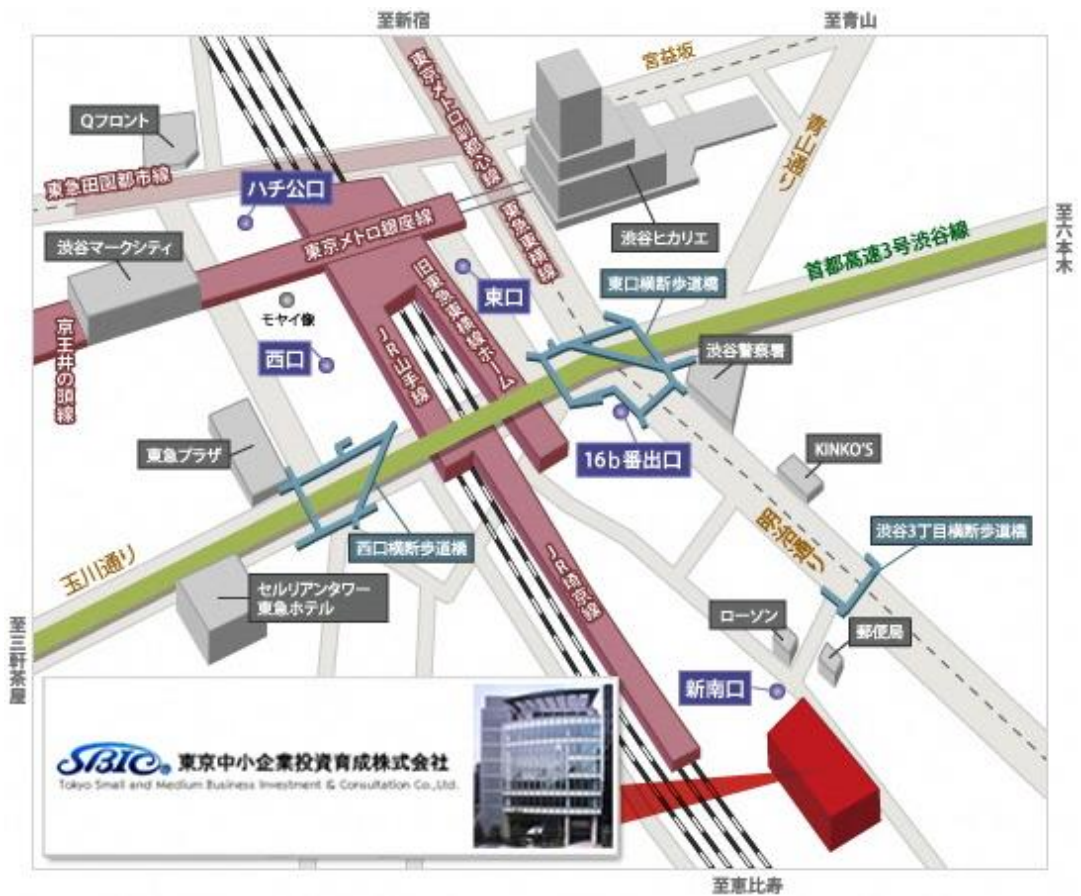 至新宿
至青山
宮益坂
東京メトロ副都心線
Qフロント
青山通り
東急田園都市線
ハチ公口
至六本木
渋谷マークシティ
東京メトロ銀座線
東急東横線
渋谷ヒカリエ
首都高速3号渋谷線
東口
東口横断歩道橋
旧東急東横線ホーム
モヤイ像
京王井の頭線
西口
JR山手線
渋谷警察署
東急プラザ
16b番出口
KINKO'S
玉川通り
西口横断歩道橋
明治通り
渋谷3丁目横断歩道橋
セルリアンタワー
東急ホテル
JR埼京線
ローソン
郵便局
至三軒茶屋
新南口
SBIC® 東京中小企業投資育成株式会社
Tokyo Small and Medium Business Investment & Consultation Co.,Ltd.
至恵比寿